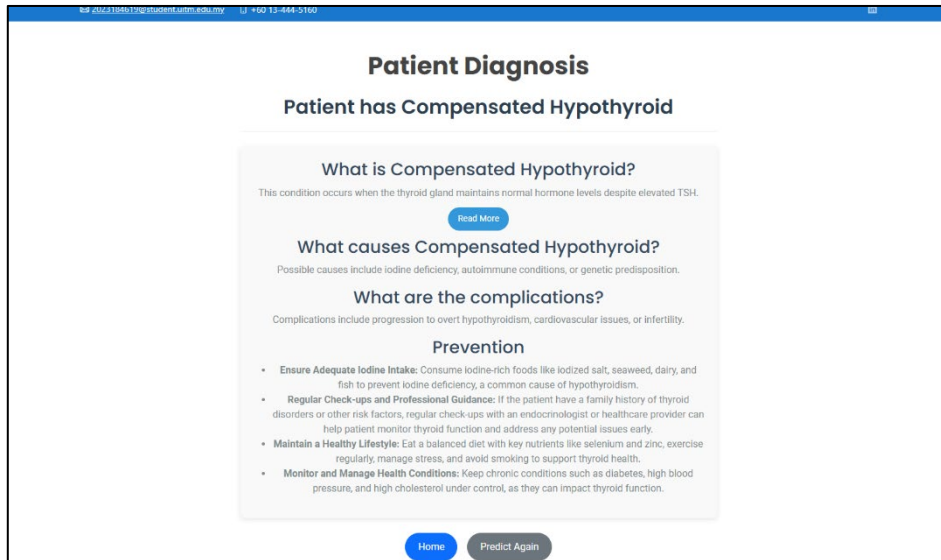 2023184619@student.uitm.edu.my +60 13-444-5160
Patient Diagnosis
Patient has Compensated Hypothyroid
What is Compensated Hypothyroid?
This condition occurs when the thyroid gland maintains normal hormone levels despite elevated TSH.
Read More
What causes Compensated Hypothyroid?
Possible causes include iodine deficiency, autoimmune conditions, or genetic predisposition.
What are the complications?
Complications include progression to overt hypothyroidism, cardiovascular issues, or infertility.
Prevention
• Ensure Adequate Iodine Intake: Consume iodine-rich foods like iodized salt, seaweed, dairy, and
fish to prevent iodine deficiency, a common cause of hypothyroidism.
• Regular Check-ups and Professional Guidance: If the patient have a family history of thyroid
disorders or other risk factors, regular check-ups with an endocrinologist or healthcare provider can
help patient monitor thyroid function and address any potential issues early.
• Maintain a Healthy Lifestyle: Eat a balanced diet with key nutrients like selenium and zinc, exercise
regularly, manage stress, and avoid smoking to support thyroid health.
• Monitor and Manage Health Conditions: Keep chronic conditions such as diabetes, high blood
pressure, and high cholesterol under control, as they can impact thyroid function.
Home Predict Again